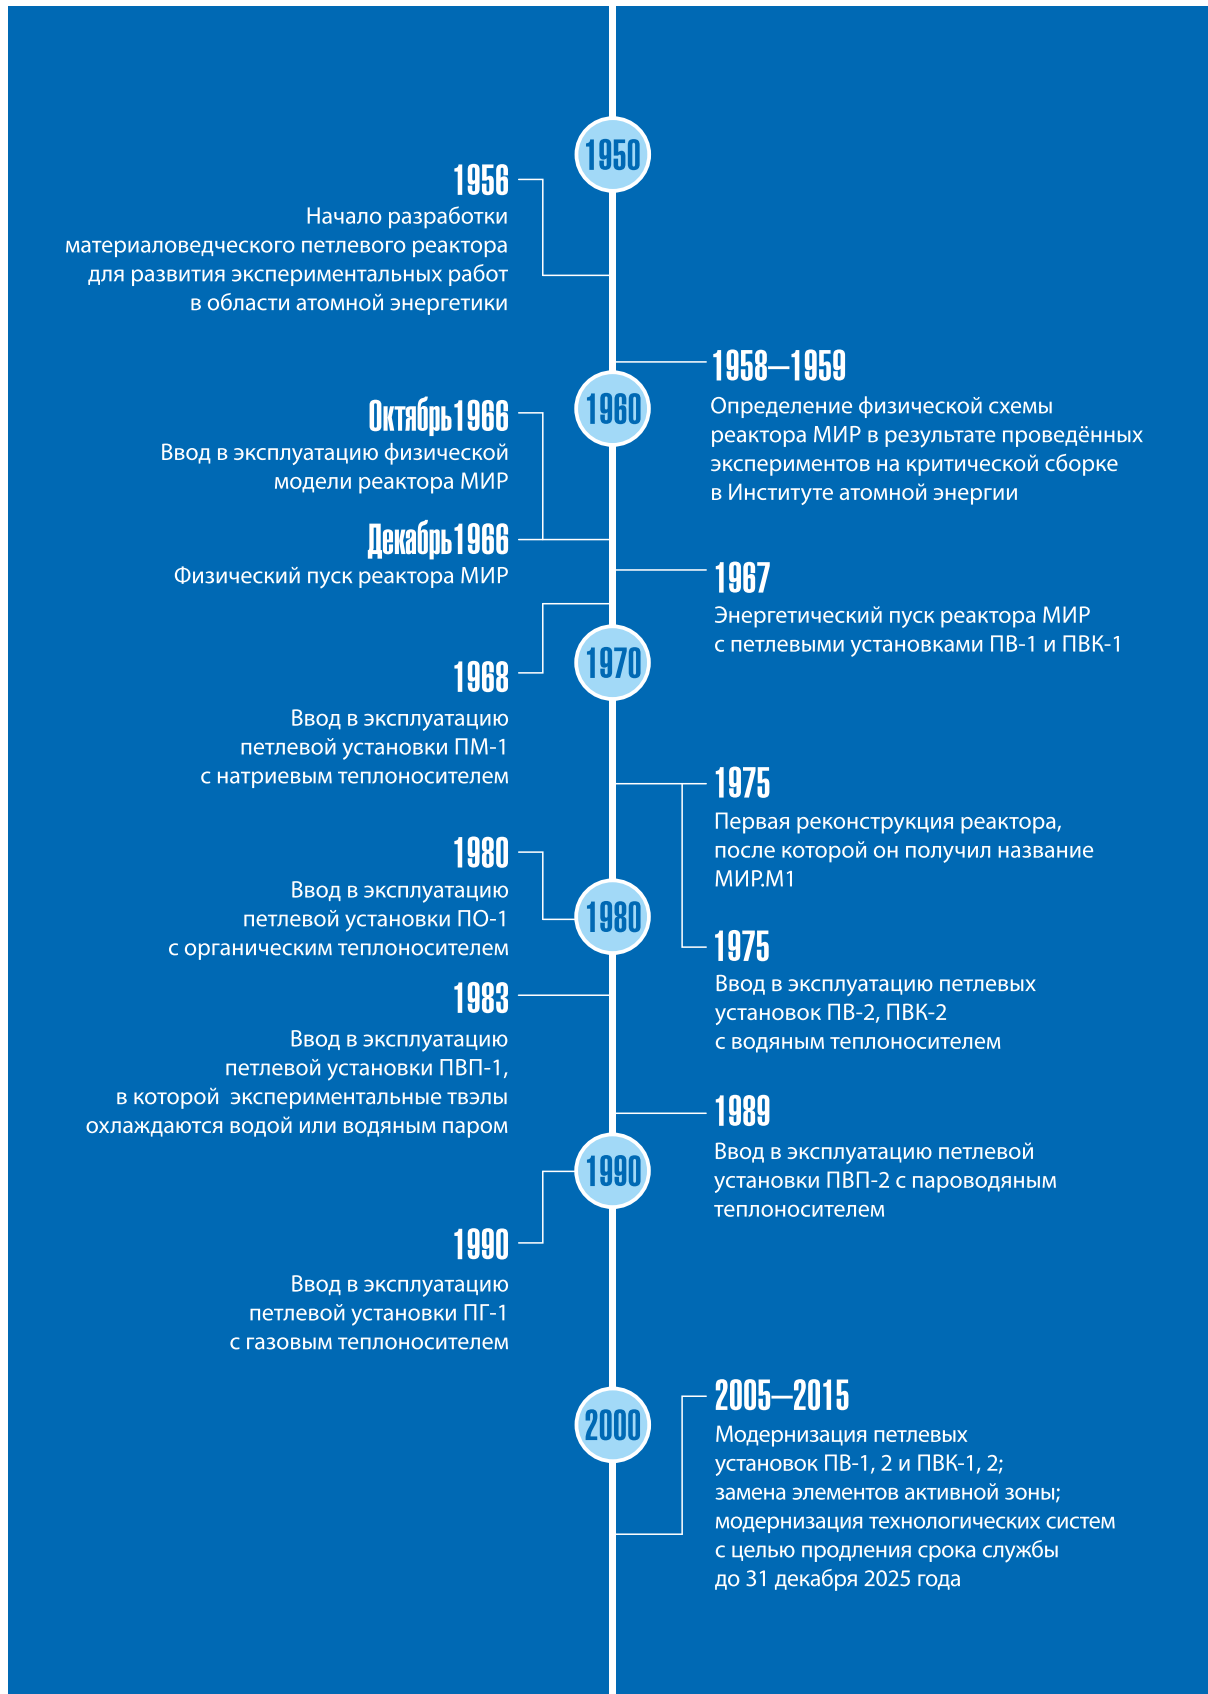 1950
1956
Начало разработки
материаловедческого петлевого реактора
для развития экспериментальных работ
в области атомной энергетики
1958—1959
Определение физической схемы
реактора МИР в результате проведённых
экспериментов на критической сборке
в Институте атомной энергии
1960
Октябрь 1966
Ввод в эксплуатацию физической
модели реактора МИР
Декабрь 1966
Физический пуск реактора МИР
1967
Энергетический пуск реактора МИР
с петлевыми установками ПВ-1 и ПВК-1
1970
1968
Ввод в эксплуатацию
петлевой установки ПМ-1
с натриевым теплоносителем
1975
Первая реконструкция реактора,
после которой он получил название
МИР.М1
1980
Ввод в эксплуатацию
петлевой установки ПО-1
с органическим теплоносителем
1980
1975
Ввод в эксплуатацию петлевых
установок ПВ-2, ПВК-2
с водяным теплоносителем
1983
Ввод в эксплуатацию
петлевой установки ПВП-1,
в которой экспериментальные твэлы
охлаждаются водой или водяным паром
1989
Ввод в эксплуатацию петлевой
установки ПВП-2 с пароводяным
теплоносителем
1990
1990
Ввод в эксплуатацию
петлевой установки ПГ-1
с газовым теплоносителем
2000
2005—2015
Модернизация петлевых
установок ПВ-1, 2 и ПВК-1, 2;
замена элементов активной зоны;
модернизация технологических систем
с целью продления срока службы
до 31 декабря 2025 года